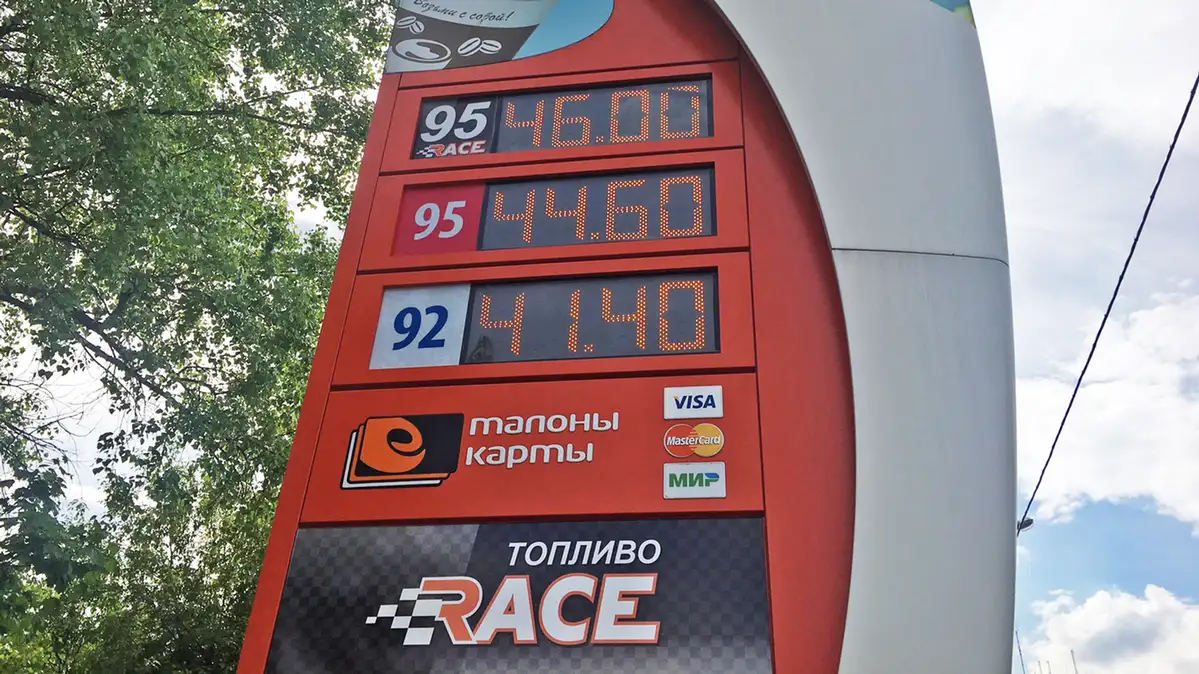 Возьми с собой!
95 46.00
RACE
95 44.60
92 41.40
талоны
карты
VISA
MasterCard
МИР
ТОПЛИВО
RACE